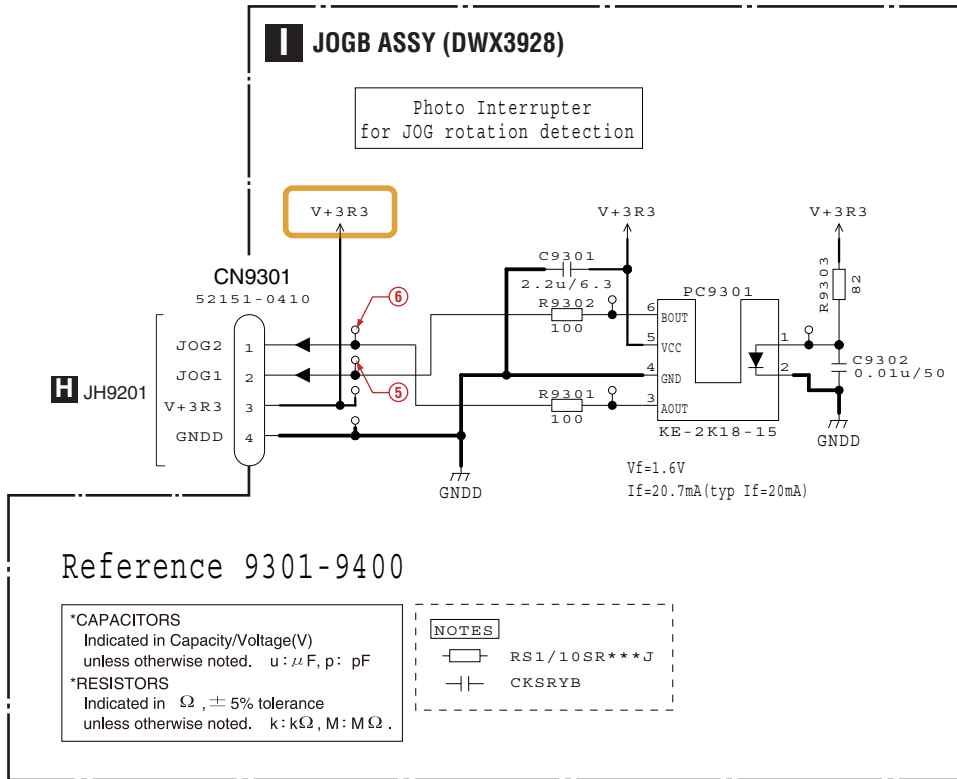 I JOGB ASSY (DWX3928)
Photo Interrupter
for JOG rotation detection
V+3R3
V+3R3
V+3R3
CN9301
52151-0410
C9301
2.2u/6.3
R9302
100
PC9301
R9303
82
6
BOUT
5
VCC
4
GND
3
AOUT
1
2
KE-2K18-15
C9302
0.01u/50
GNDD
R9301
100
⑥
⑤
H JH9201
JOG2 1
JOG1 2
V+3R3 3
GNDD 4
GNDD
Vf=1.6V
If=20.7mA(typ If=20mA)
Reference 9301-9400
*CAPACITORS
Indicated in Capacity/Voltage(V)
unless otherwise noted. u:μF, p: pF
*RESISTORS
Indicated in Ω, ±5% tolerance
unless otherwise noted. k:kΩ, M:MΩ.
NOTES
RS1/10SR***J
CKSRYB